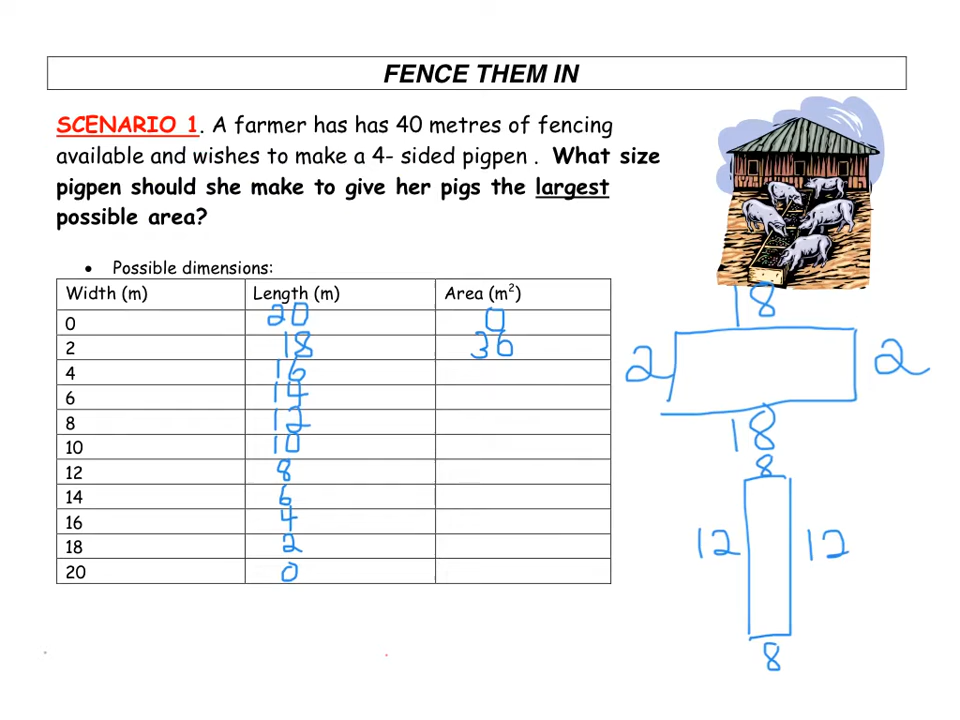 FENCE THEM IN
SCENARIO 1. A farmer has has 40 metres of fencing
available and wishes to make a 4- sided pigpen . What size
pigpen should she make to give her pigs the largest
possible area?
• Possible dimensions:
Width (m) Length (m) Area (m²)
0 20 0
2 18 36
4 16
6 14
8 12
10 10
12 8
14 6
16 4
18 2
20 0
18
2 2
18
8
12 12
8